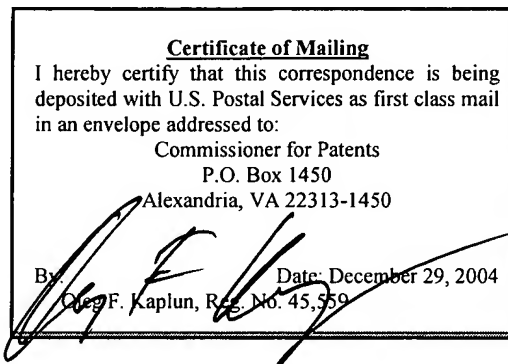 Certificate of Mailing
I hereby certify that this correspondence is being
deposited with U.S. Postal Services as first class mail
in an envelope addressed to:
Commissioner for Patents
P.O. Box 1450
Alexandria, VA 22313-1450
By: Date: December 29, 2004
Oleg F. Kaplun, Reg. No. 45,559